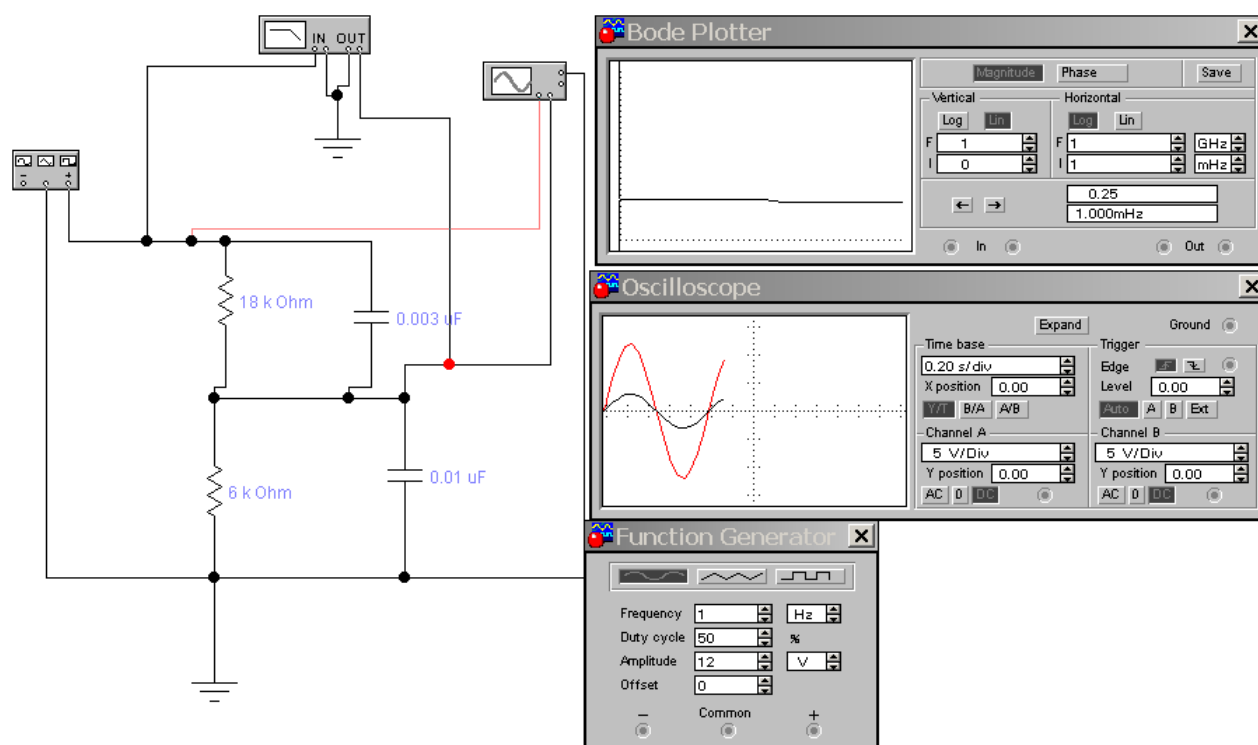 IN OUT
- +
18 k Ohm
0.003 uF
6 k Ohm
0.01 uF
Bode Plotter
Magnitude Phase Save
Vertical Horizontal
Log Lin Log Lin
F 1 F 1 GHz
I 0 I 1 mHz
← → 0.25
1.000mHz
In Out
Oscilloscope
Expand Ground
Time base Trigger
0.20 s/div Edge
X position 0.00 Level 0.00
Y/T B/A A/B Auto A B Ext
Channel A Channel B
5 V/Div 5 V/Div
Y position 0.00 Y position 0.00
AC 0 DC AC 0 DC
Function Generator
Frequency 1 Hz
Duty cycle 50 %
Amplitude 12 V
Offset 0
− Common +